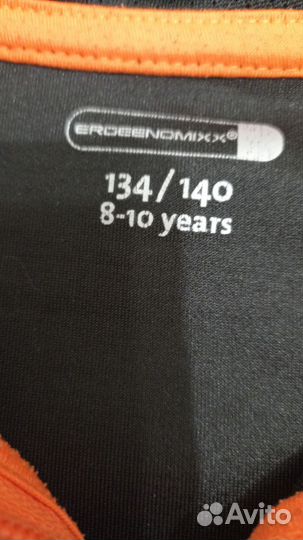 ERGEENOMIXX®
134/140
8-10 years
Avito